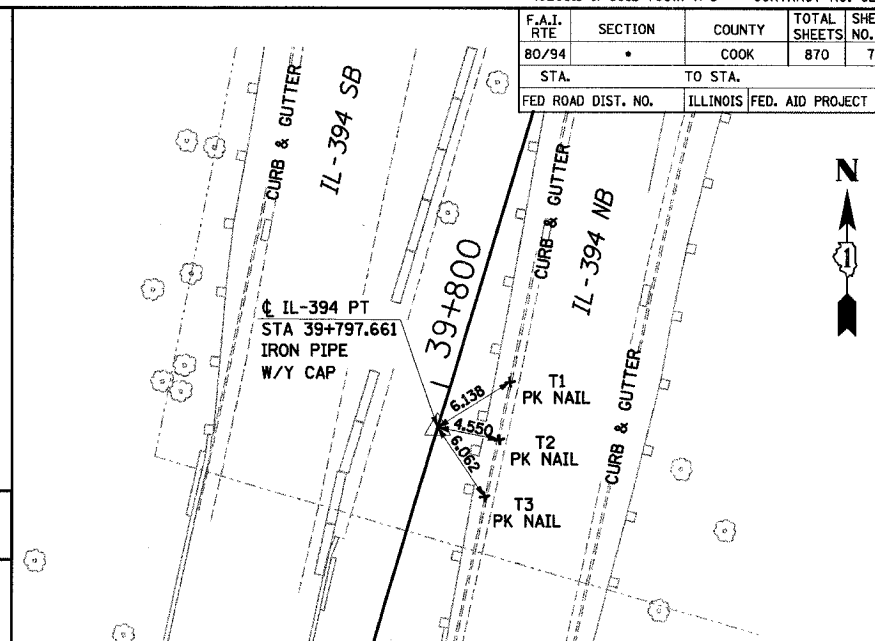 F.A.I. RTE SECTION COUNTY TOTAL SHEETS SHE NO.
80/94 • COOK 870 7
STA. TO STA.
FED ROAD DIST. NO. ILLINOIS FED. AID PROJECT
CURB & GUTTER
IL-394 SB
CURB & GUTTER
IL-394 NB
N
1
℄ IL-394 PT
STA 39+797.661
IRON PIPE
W/Y CAP
39+800
6.138
4.550
6.062
T1
PK NAIL
T2
PK NAIL
T3
PK NAIL
CURB & GUTTER